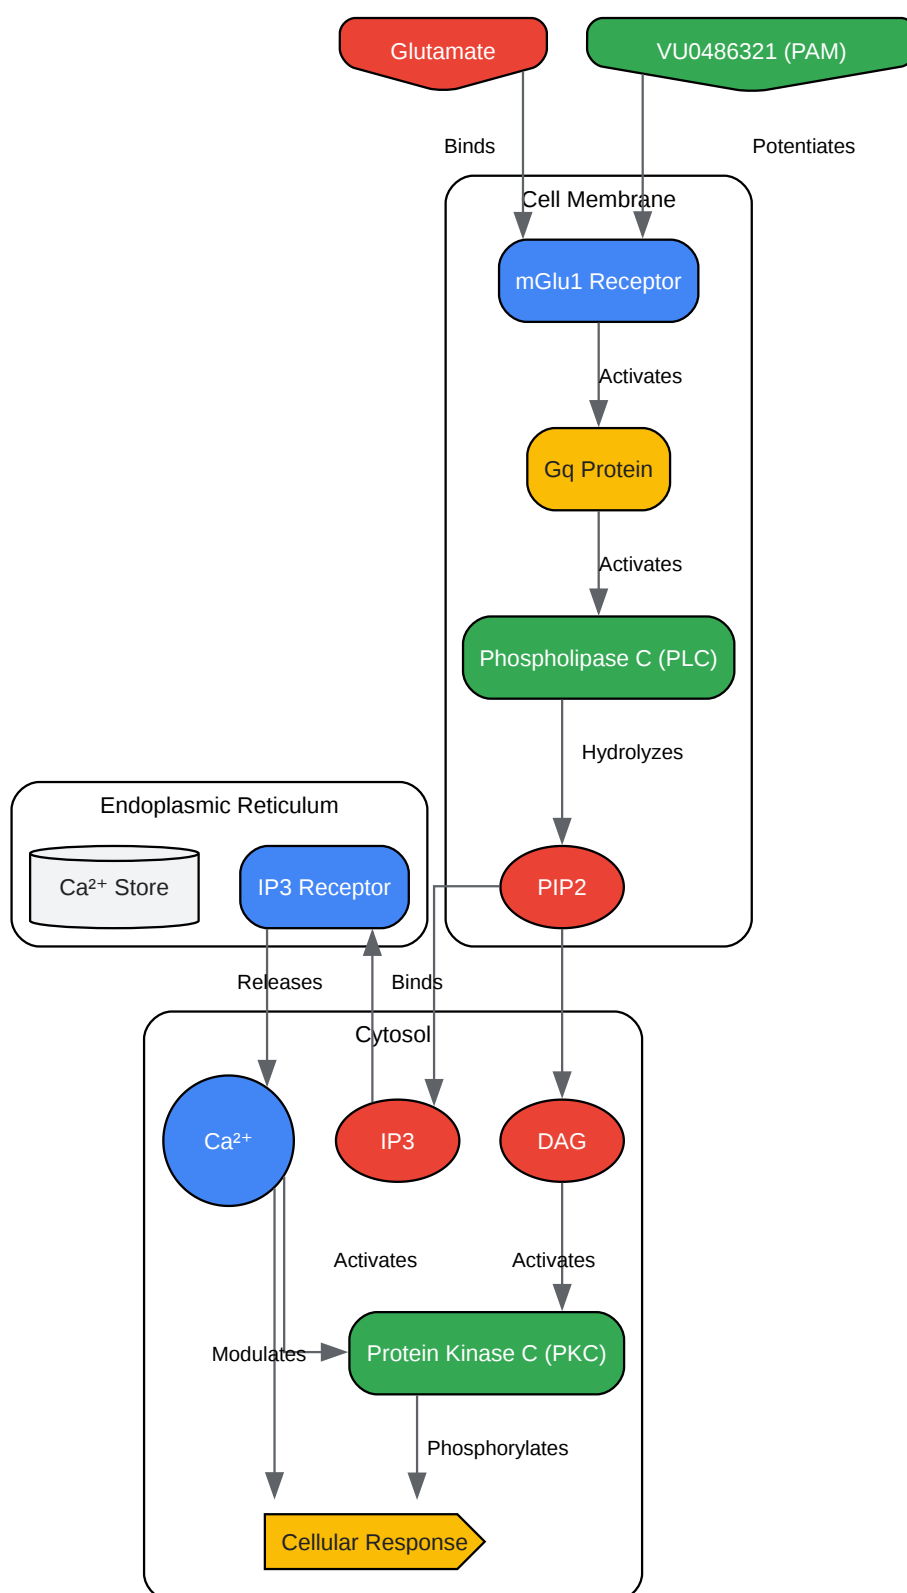 Glutamate
VU0486321 (PAM)
Binds
Potentiates
Cell Membrane
mGlu1 Receptor
Activates
Gq Protein
Activates
Phospholipase C (PLC)
Hydrolyzes
Endoplasmic Reticulum
Ca²⁺ Store
IP3 Receptor
PIP2
Releases
Binds
Cytosol
Ca²⁺
IP3
DAG
Activates
Activates
Modulates
Protein Kinase C (PKC)
Phosphorylates
Cellular Response